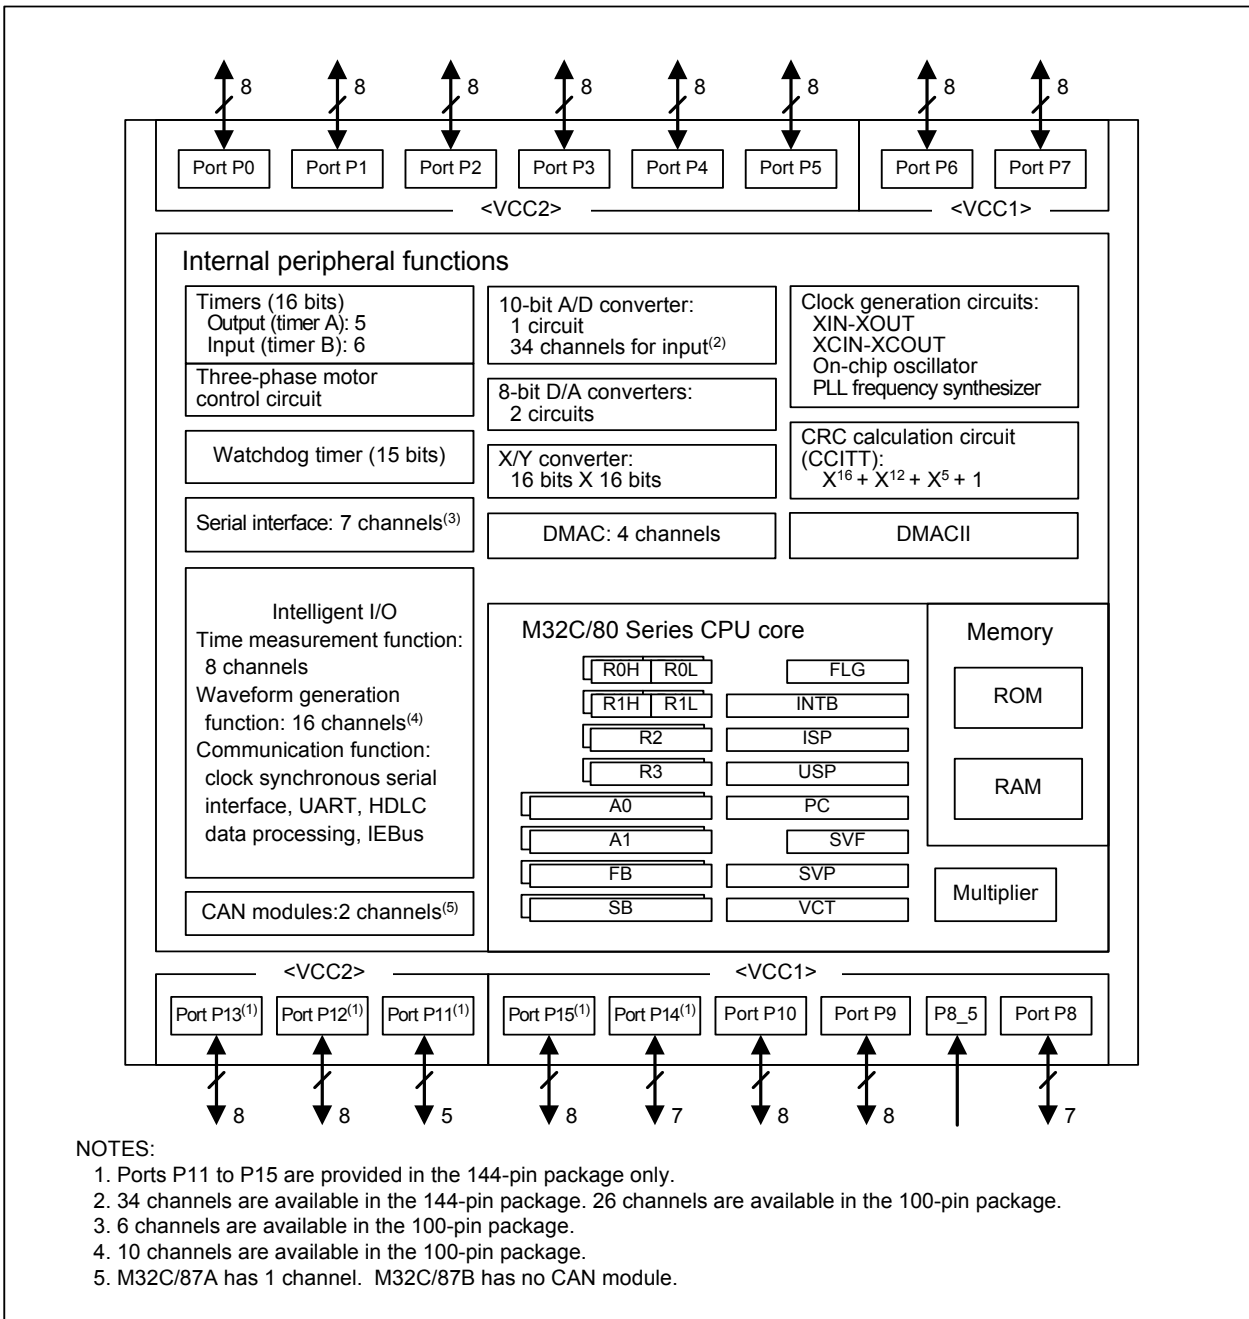 8 8 8 8 8 8 8 8
Port P0 Port P1 Port P2 Port P3 Port P4 Port P5 Port P6 Port P7
<VCC2> <VCC1>
Internal peripheral functions
Timers (16 bits)
Output (timer A): 5
Input (timer B): 6
Three-phase motor
control circuit
Watchdog timer (15 bits)
Serial interface: 7 channels(3)
Intelligent I/O
Time measurement function:
8 channels
Waveform generation
function: 16 channels(4)
Communication function:
clock synchronous serial
interface, UART, HDLC
data processing, IEBus
CAN modules:2 channels(5)
10-bit A/D converter:
1 circuit
34 channels for input(2)
8-bit D/A converters:
2 circuits
X/Y converter:
16 bits X 16 bits
DMAC: 4 channels
Clock generation circuits:
XIN-XOUT
XCIN-XCOUT
On-chip oscillator
PLL frequency synthesizer
CRC calculation circuit
(CCITT):
X16 + X12 + X5 + 1
DMACII
M32C/80 Series CPU core
R0H R0L FLG
R1H R1L INTB
R2 ISP
R3 USP
A0 PC
A1 SVF
FB SVP
SB VCT
Memory
ROM
RAM
Multiplier
<VCC2> <VCC1>
Port P13(1) Port P12(1) Port P11(1) Port P15(1) Port P14(1) Port P10 Port P9 P8_5 Port P8
8 8 5 8 7 8 8 7
NOTES:
1. Ports P11 to P15 are provided in the 144-pin package only.
2. 34 channels are available in the 144-pin package. 26 channels are available in the 100-pin package.
3. 6 channels are available in the 100-pin package.
4. 10 channels are available in the 100-pin package.
5. M32C/87A has 1 channel. M32C/87B has no CAN module.